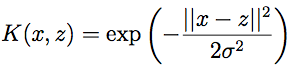 K(x, z) = exp ( − ||x − z||² / 2σ² )